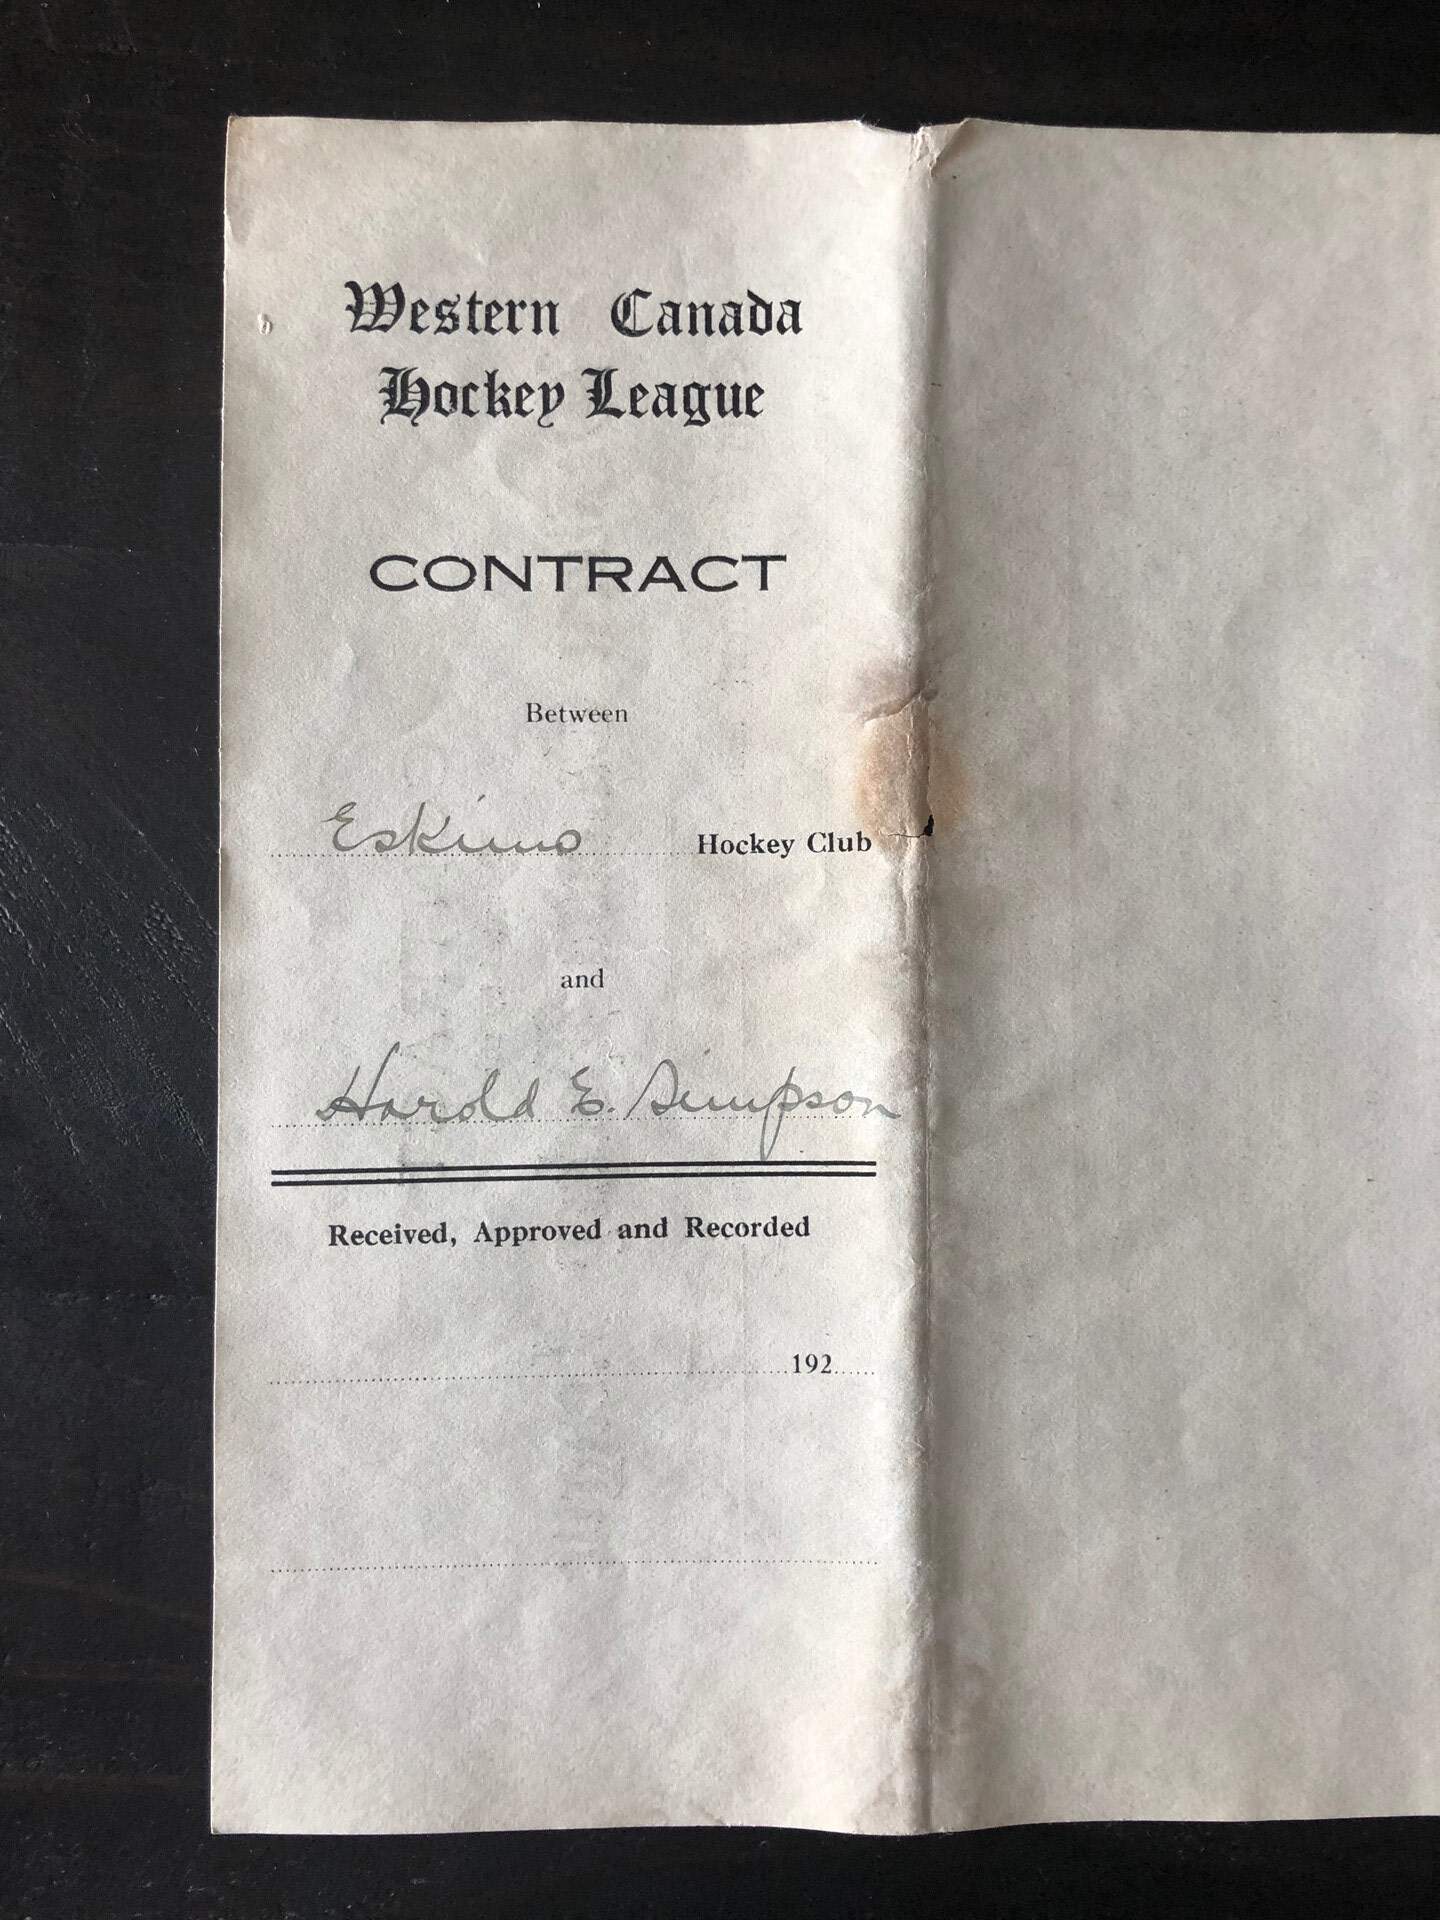 Western Canada
Hockey League
CONTRACT
Between
Eskimo Hockey Club
and
Harold E. Simpson
Received, Approved and Recorded
192